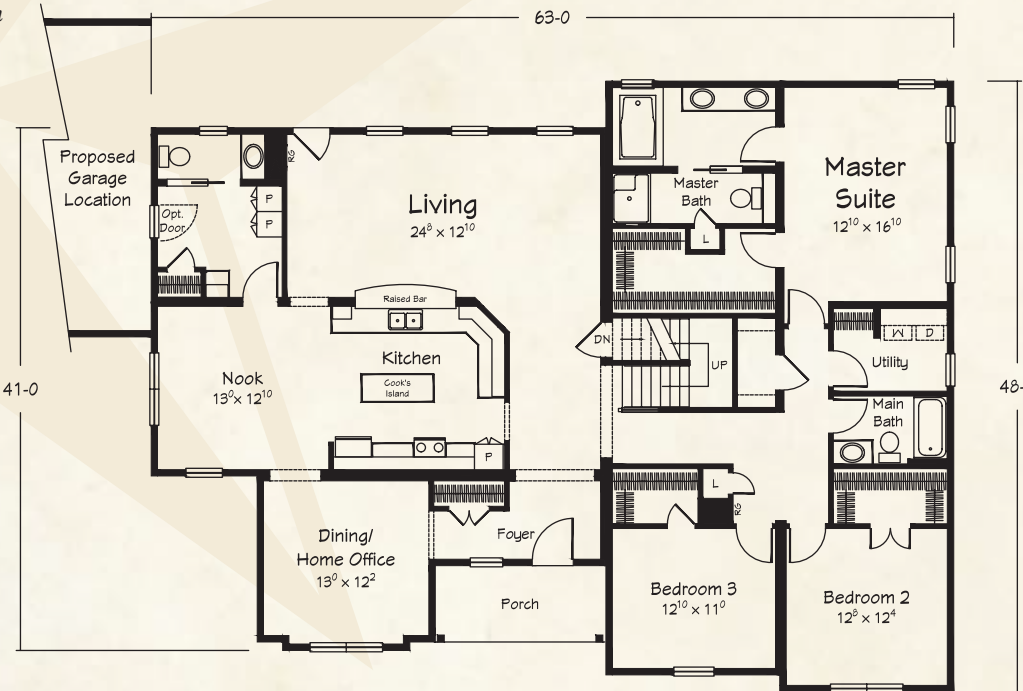 63-0
Proposed
Garage
Location
RG
P
P
Opt.
Door
Living
24⁸ x 12¹⁰
Master
Bath
L
Master
Suite
12¹⁰ x 16¹⁰
Raised Bar
Kitchen
Cook's
Island
Nook
13⁰ x 12¹⁰
P
DN
UP
W D
Utility
Main
Bath
41-0
48-
L
RG
Dining/
Home Office
13⁰ x 12²
Foyer
Porch
Bedroom 3
12¹⁰ x 11⁰
Bedroom 2
12⁸ x 12⁴